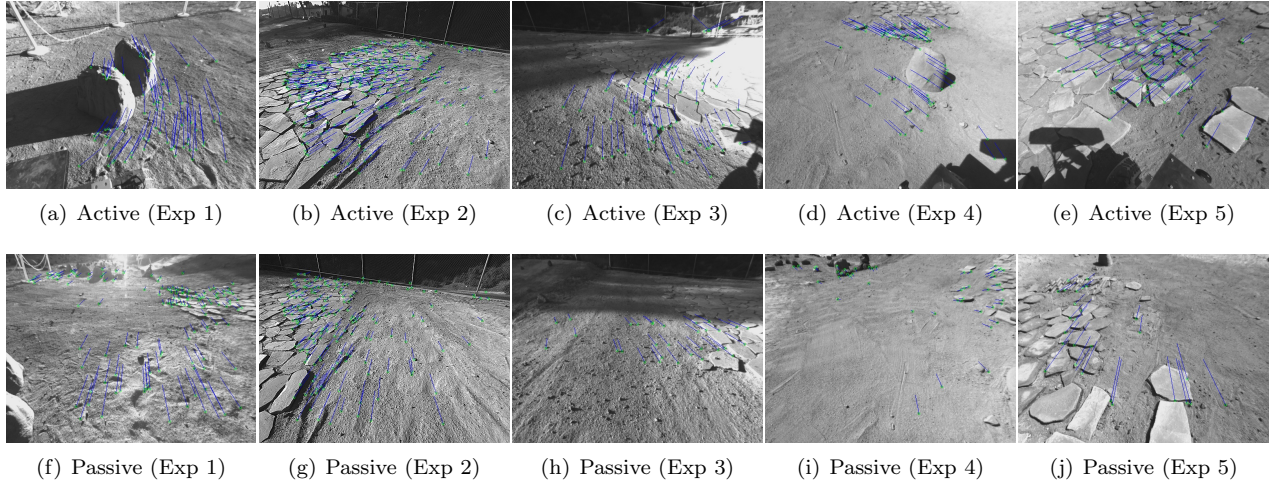 (a) Active (Exp 1)
(b) Active (Exp 2)
(c) Active (Exp 3)
(d) Active (Exp 4)
(e) Active (Exp 5)
(f) Passive (Exp 1)
(g) Passive (Exp 2)
(h) Passive (Exp 3)
(i) Passive (Exp 4)
(j) Passive (Exp 5)